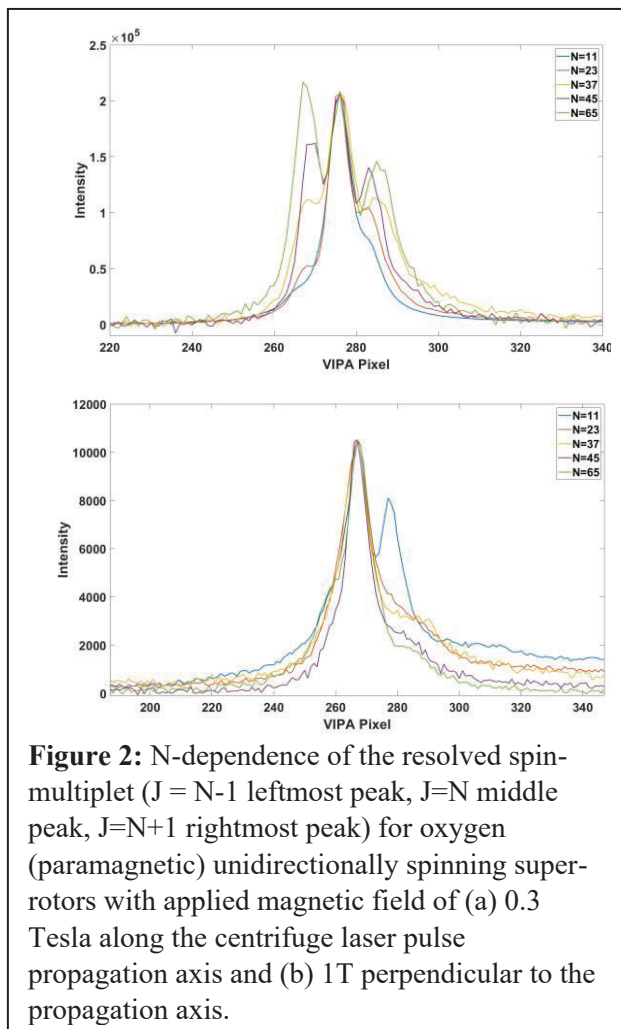 ×10⁵
2.5
2
1.5
1
0.5
0
Intensity
220 240 260 280 300 320 340
VIPA Pixel
N=11
N=23
N=37
N=45
N=65
12000
10000
8000
6000
4000
2000
0
Intensity
200 220 240 260 280 300 320 340
VIPA Pixel
N=11
N=23
N=37
N=45
N=65
Figure 2: N-dependence of the resolved spin-
multiplet (J = N-1 leftmost peak, J=N middle
peak, J=N+1 rightmost peak) for oxygen
(paramagnetic) unidirectionally spinning super-
rotors with applied magnetic field of (a) 0.3
Tesla along the centrifuge laser pulse
propagation axis and (b) 1T perpendicular to the
propagation axis.